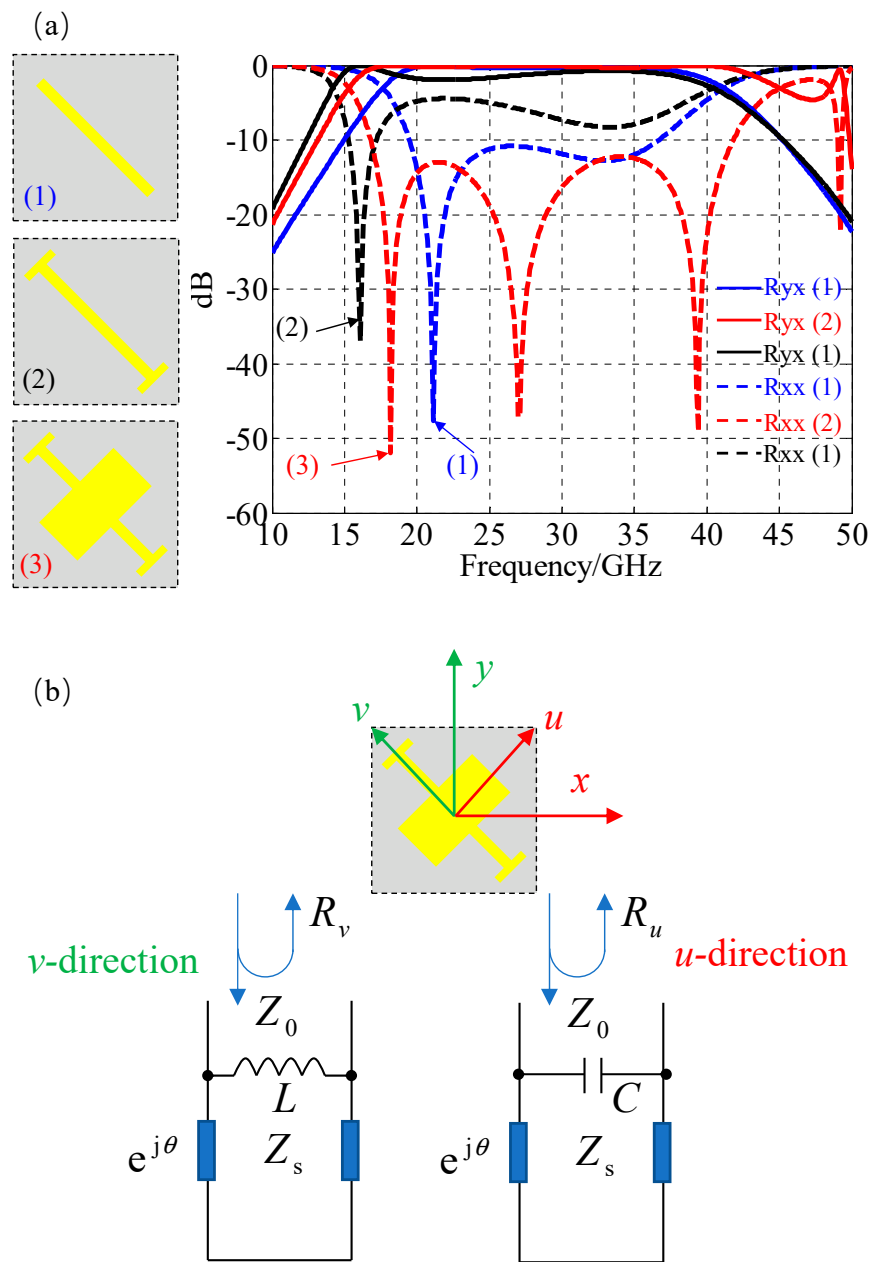 (a)
(1)
(2)
(3)
dB
0
-10
-20
-30
-40
-50
-60
10 15 20 25 30 35 40 45 50
Frequency/GHz
(2)
(3)
(1)
Ryx (1)
Ryx (2)
Ryx (1)
Rxx (1)
Rxx (2)
Rxx (1)
(b)
y
v
u
x
R_v
R_u
v-direction
u-direction
Z_0
Z_0
L
C
e^{jθ}
Z_s
e^{jθ}
Z_s